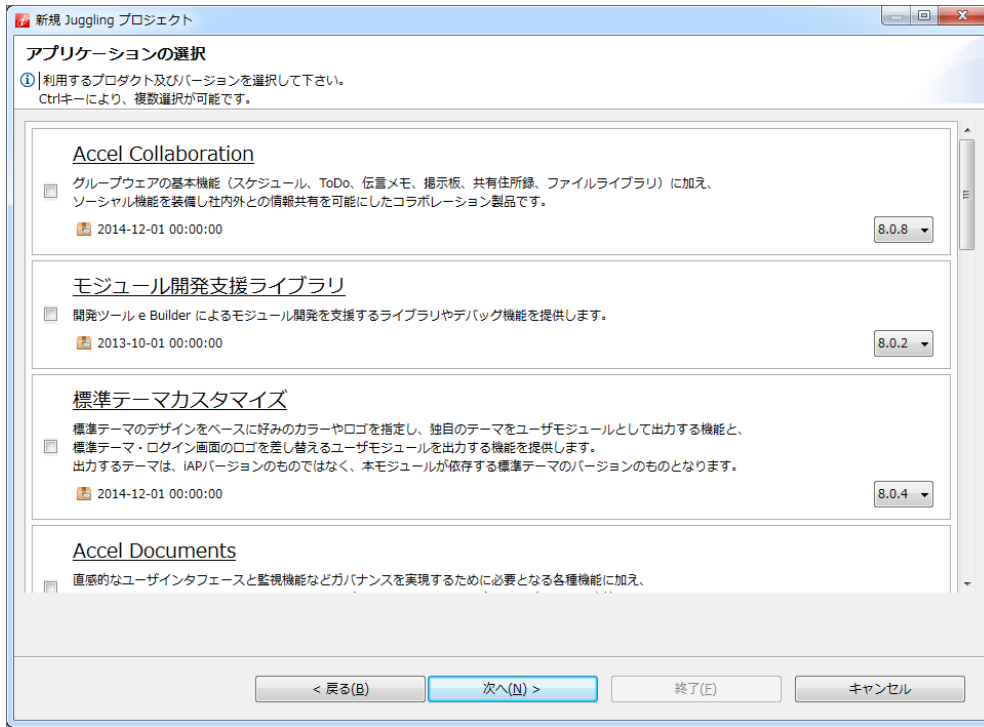 新規 Juggling プロジェクト
アプリケーションの選択
利用するプロダクト及びバージョンを選択して下さい。
Ctrlキーにより、複数選択が可能です。
Accel Collaboration
グループウェアの基本機能（スケジュール、ToDo、伝言メモ、掲示板、共有住所録、ファイルライブラリ）に加え、
ソーシャル機能を装備し社内外との情報共有を可能にしたコラボレーション製品です。
2014-12-01 00:00:00
8.0.8
モジュール開発支援ライブラリ
開発ツール e Builder によるモジュール開発を支援するライブラリやデバッグ機能を提供します。
2013-10-01 00:00:00
8.0.2
標準テーマカスタマイズ
標準テーマのデザインをベースに好みのカラーやロゴを指定し、独自のテーマをユーザモジュールとして出力する機能と、
標準テーマ・ログイン画面のロゴを差し替えるユーザモジュールを出力する機能を提供します。
出力するテーマは、iAPバージョンのものではなく、本モジュールが依存する標準テーマのバージョンのものとなります。
2014-12-01 00:00:00
8.0.4
Accel Documents
直感的なユーザインタフェースと監視機能などガバナンスを実現するために必要となる各種機能に加え、
< 戻る(B)
次へ(N) >
終了(F)
キャンセル